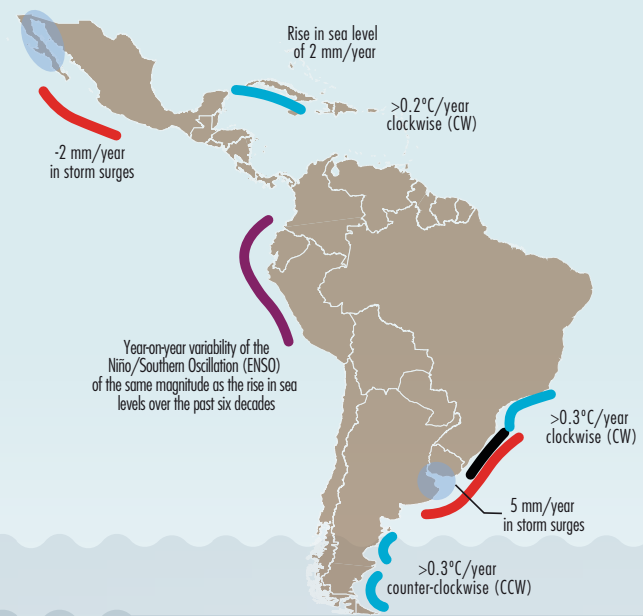 Rise in sea level
of 2 mm/year
>0.2ºC/year
clockwise (CW)
-2 mm/year
in storm surges
Year-on-year variability of the
Niño/Southern Oscillation (ENSO)
of the same magnitude as the rise in sea
levels over the past six decades
>0.3ºC/year
clockwise (CW)
5 mm/year
in storm surges
>0.3ºC/year
counter-clockwise (CCW)